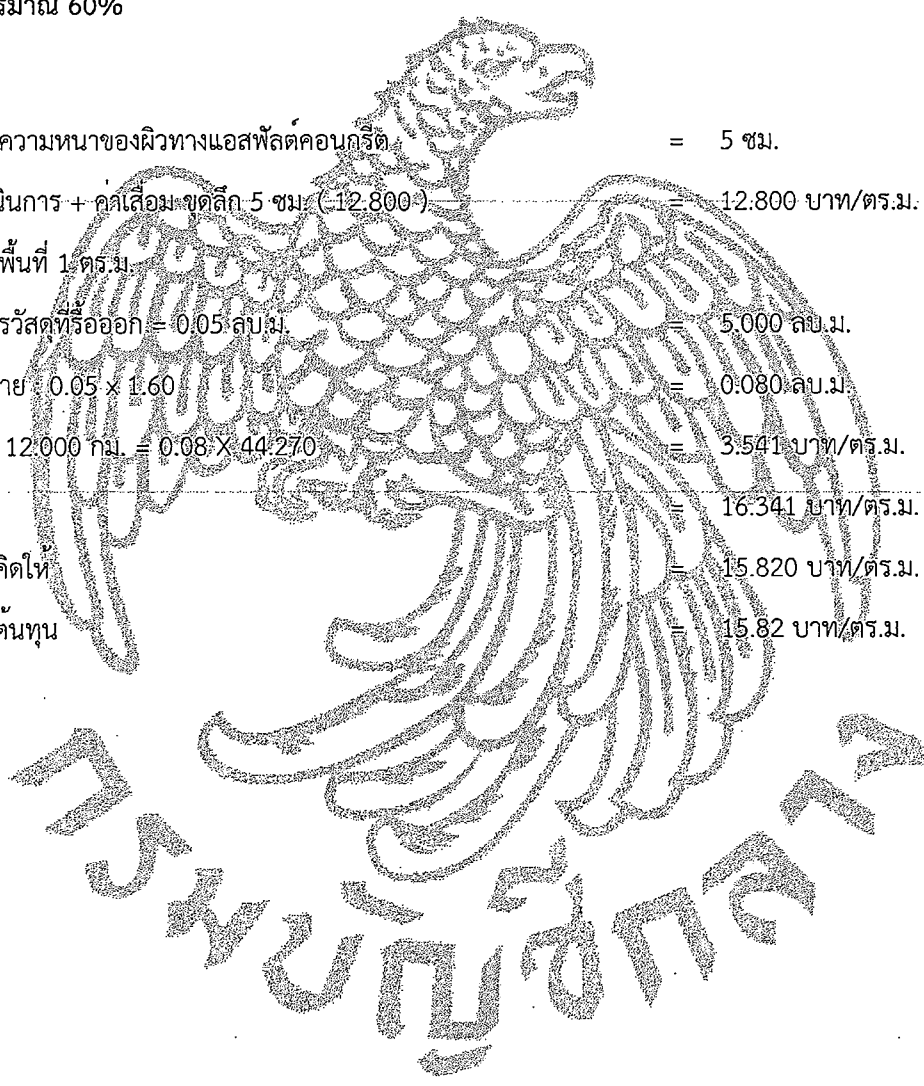 รมาณ 60%
ความหนาของผิวทางแอสฟัลต์คอนกรีต = 5 ซม.
นินการ + ค่าเสื่อม ขุดลึก 5 ซม. ( 12.800 ) = 12.800 บาท/ตร.ม.
พื้นที่ 1 ตร.ม.
รวัสดุที่รื้อออก = 0.05 ลบ.ม. = 5.000 ลบ.ม.
าย : 0.05 x 1.60 = 0.080 ลบ.ม.
12.000 กม. = 0.08 X 44.270 = 3.541 บาท/ตร.ม.
= 16.341 บาท/ตร.ม.
คิดให้ = 15.820 บาท/ตร.ม.
ต้นทุน = 15.82 บาท/ตร.ม.
กรมบัญชีกลาง